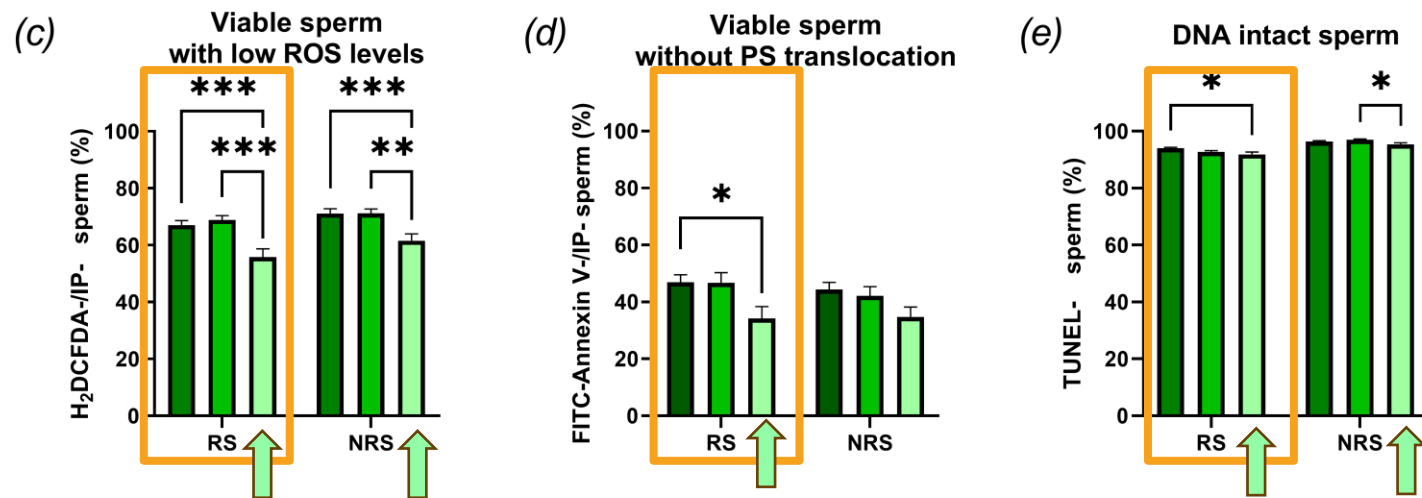 (c)
Viable sperm
with low ROS levels
H₂DCFDA-/IP- sperm (%)
100
80
60
40
20
0
***
***
***
**
RS
NRS
(d)
Viable sperm
without PS translocation
FITC-Annexin V-/IP- sperm (%)
100
80
60
40
20
0
*
RS
NRS
(e)
DNA intact sperm
TUNEL- sperm (%)
100
80
60
40
20
0
*
*
RS
NRS